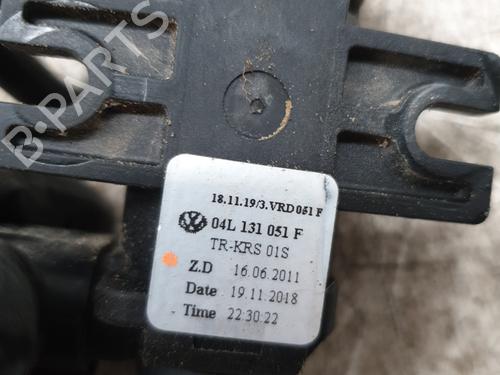 B-PARTS
18.11.19/3.VRD051 F
04L 131 051 F
TR-KRS 01S
Z.D 16.06.2011
Date 19.11.2018
Time 22:30:22